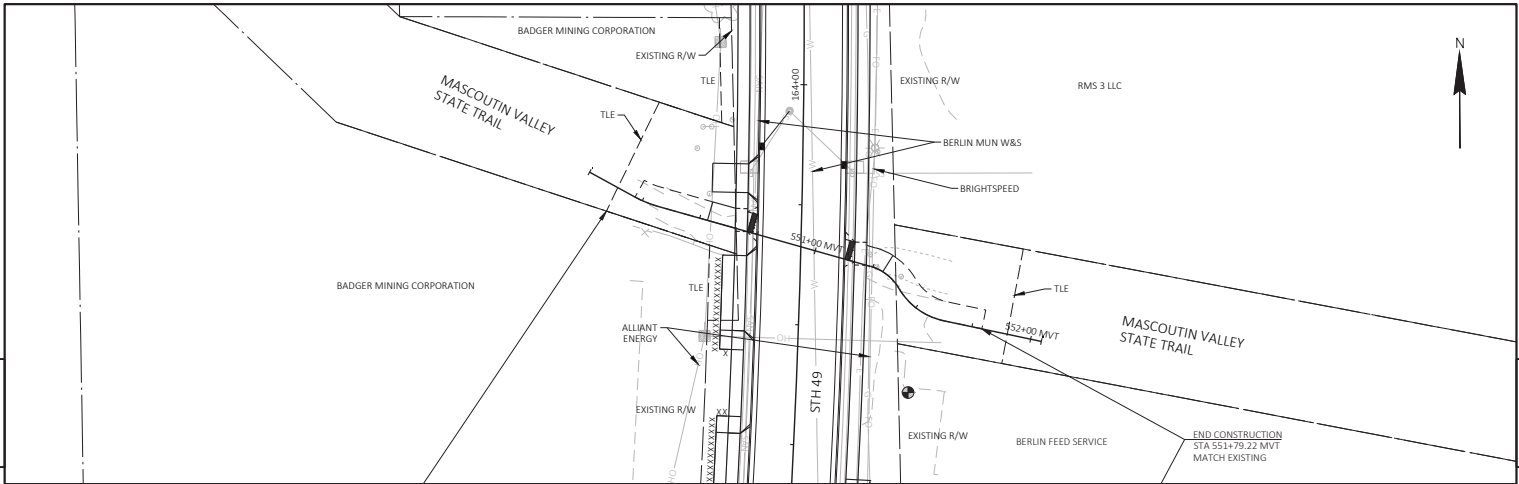 BADGER MINING CORPORATION
EXISTING R/W
N
MASCOUTIN VALLEY
STATE TRAIL
TLE
164+00
EXISTING R/W
RMS 3 LLC
TLE
BERLIN MUN W&S
BRIGHTSPEED
551+00 MVT
BADGER MINING CORPORATION
TLE
TLE
ALLIANT
ENERGY
552+00 MVT
MASCOUTIN VALLEY
STATE TRAIL
STH 49
EXISTING R/W
EXISTING R/W
BERLIN FEED SERVICE
END CONSTRUCTION
STA 551+79.22 MVT
MATCH EXISTING